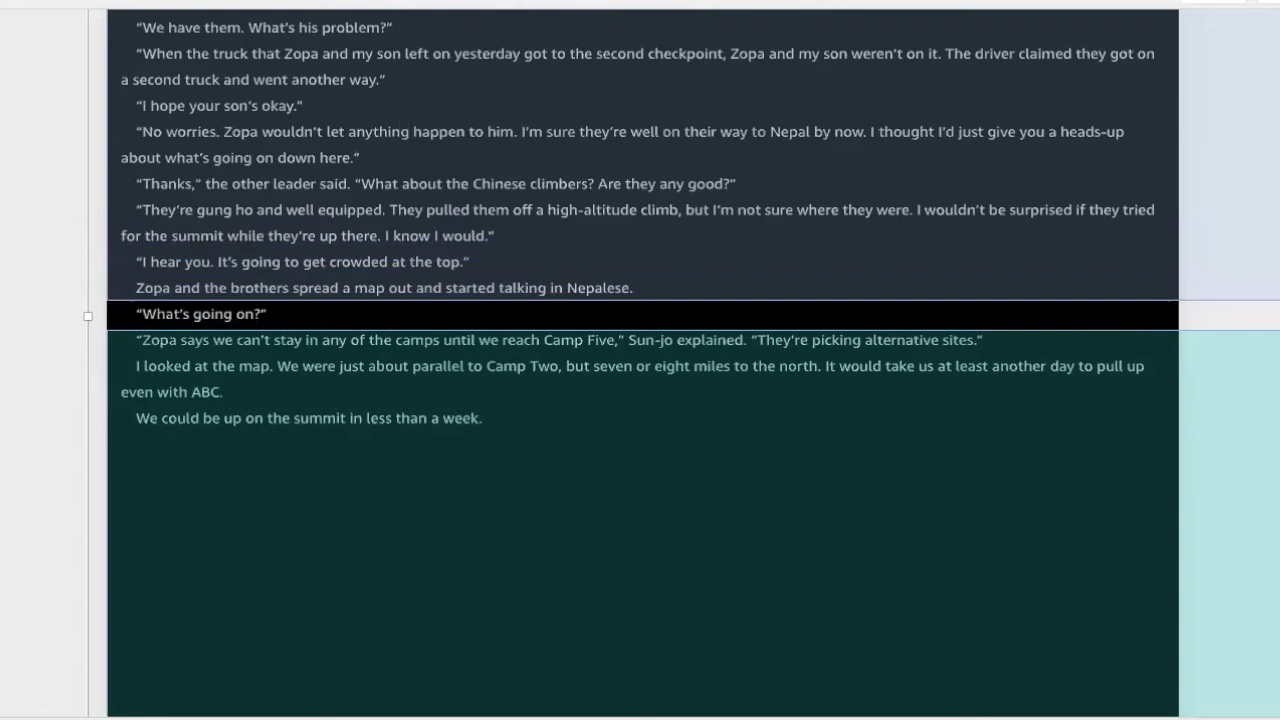 “We have them. What’s his problem?”
“When the truck that Zopa and my son left on yesterday got to the second checkpoint, Zopa and my son weren’t on it. The driver claimed they got on
a second truck and went another way.”
“I hope your son’s okay.”
“No worries. Zopa wouldn’t let anything happen to him. I’m sure they’re well on their way to Nepal by now. I thought I’d just give you a heads-up
about what’s going on down here.”
“Thanks,” the other leader said. “What about the Chinese climbers? Are they any good?”
“They’re gung ho and well equipped. They pulled them off a high-altitude climb, but I’m not sure where they were. I wouldn’t be surprised if they tried
for the summit while they’re up there. I know I would.”
“I hear you. It’s going to get crowded at the top.”
Zopa and the brothers spread a map out and started talking in Nepalese.
“What’s going on?”
“Zopa says we can’t stay in any of the camps until we reach Camp Five,” Sun-jo explained. “They’re picking alternative sites.”
I looked at the map. We were just about parallel to Camp Two, but seven or eight miles to the north. It would take us at least another day to pull up
even with ABC.
We could be up on the summit in less than a week.